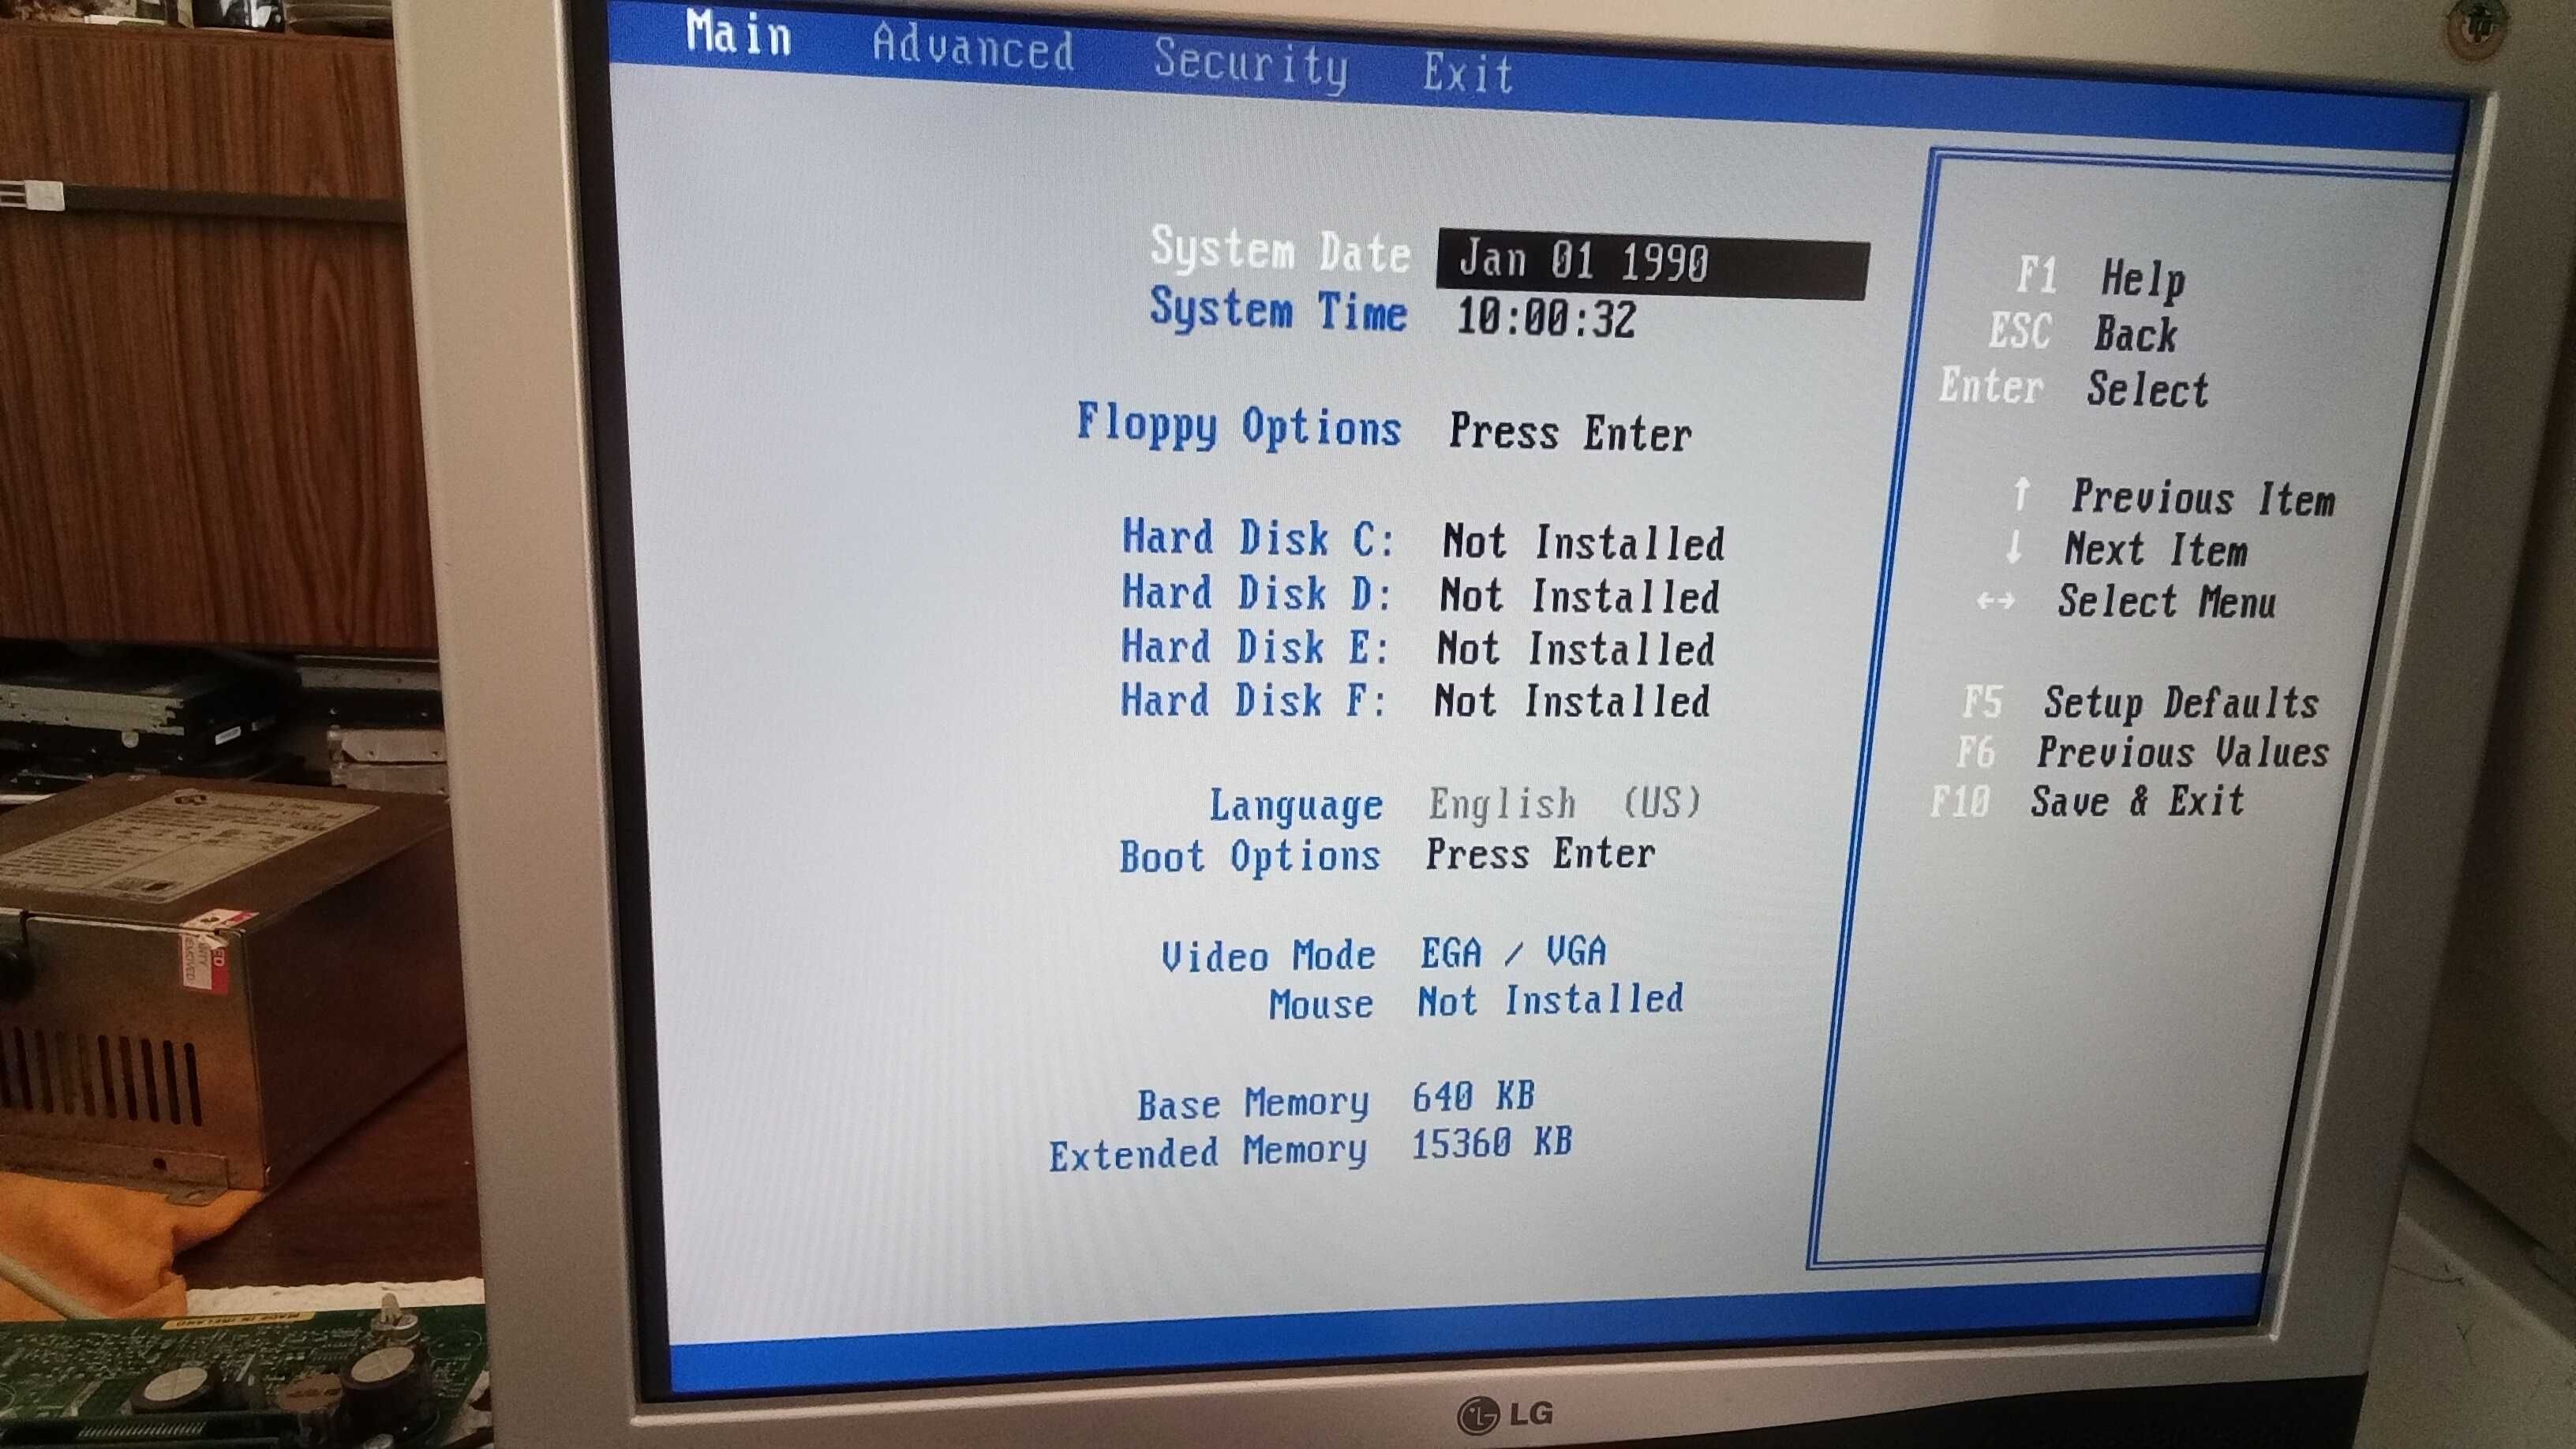 Main Advanced Security Exit
System Date Jan 01 1990
System Time 10:00:32
Floppy Options Press Enter
Hard Disk C: Not Installed
Hard Disk D: Not Installed
Hard Disk E: Not Installed
Hard Disk F: Not Installed
Language English (US)
Boot Options Press Enter
Video Mode EGA / VGA
Mouse Not Installed
Base Memory 640 KB
Extended Memory 15360 KB
F1 Help
ESC Back
Enter Select
↑ Previous Item
↓ Next Item
↔ Select Menu
F5 Setup Defaults
F6 Previous Values
F10 Save & Exit
LG
MADE IN IRELAND